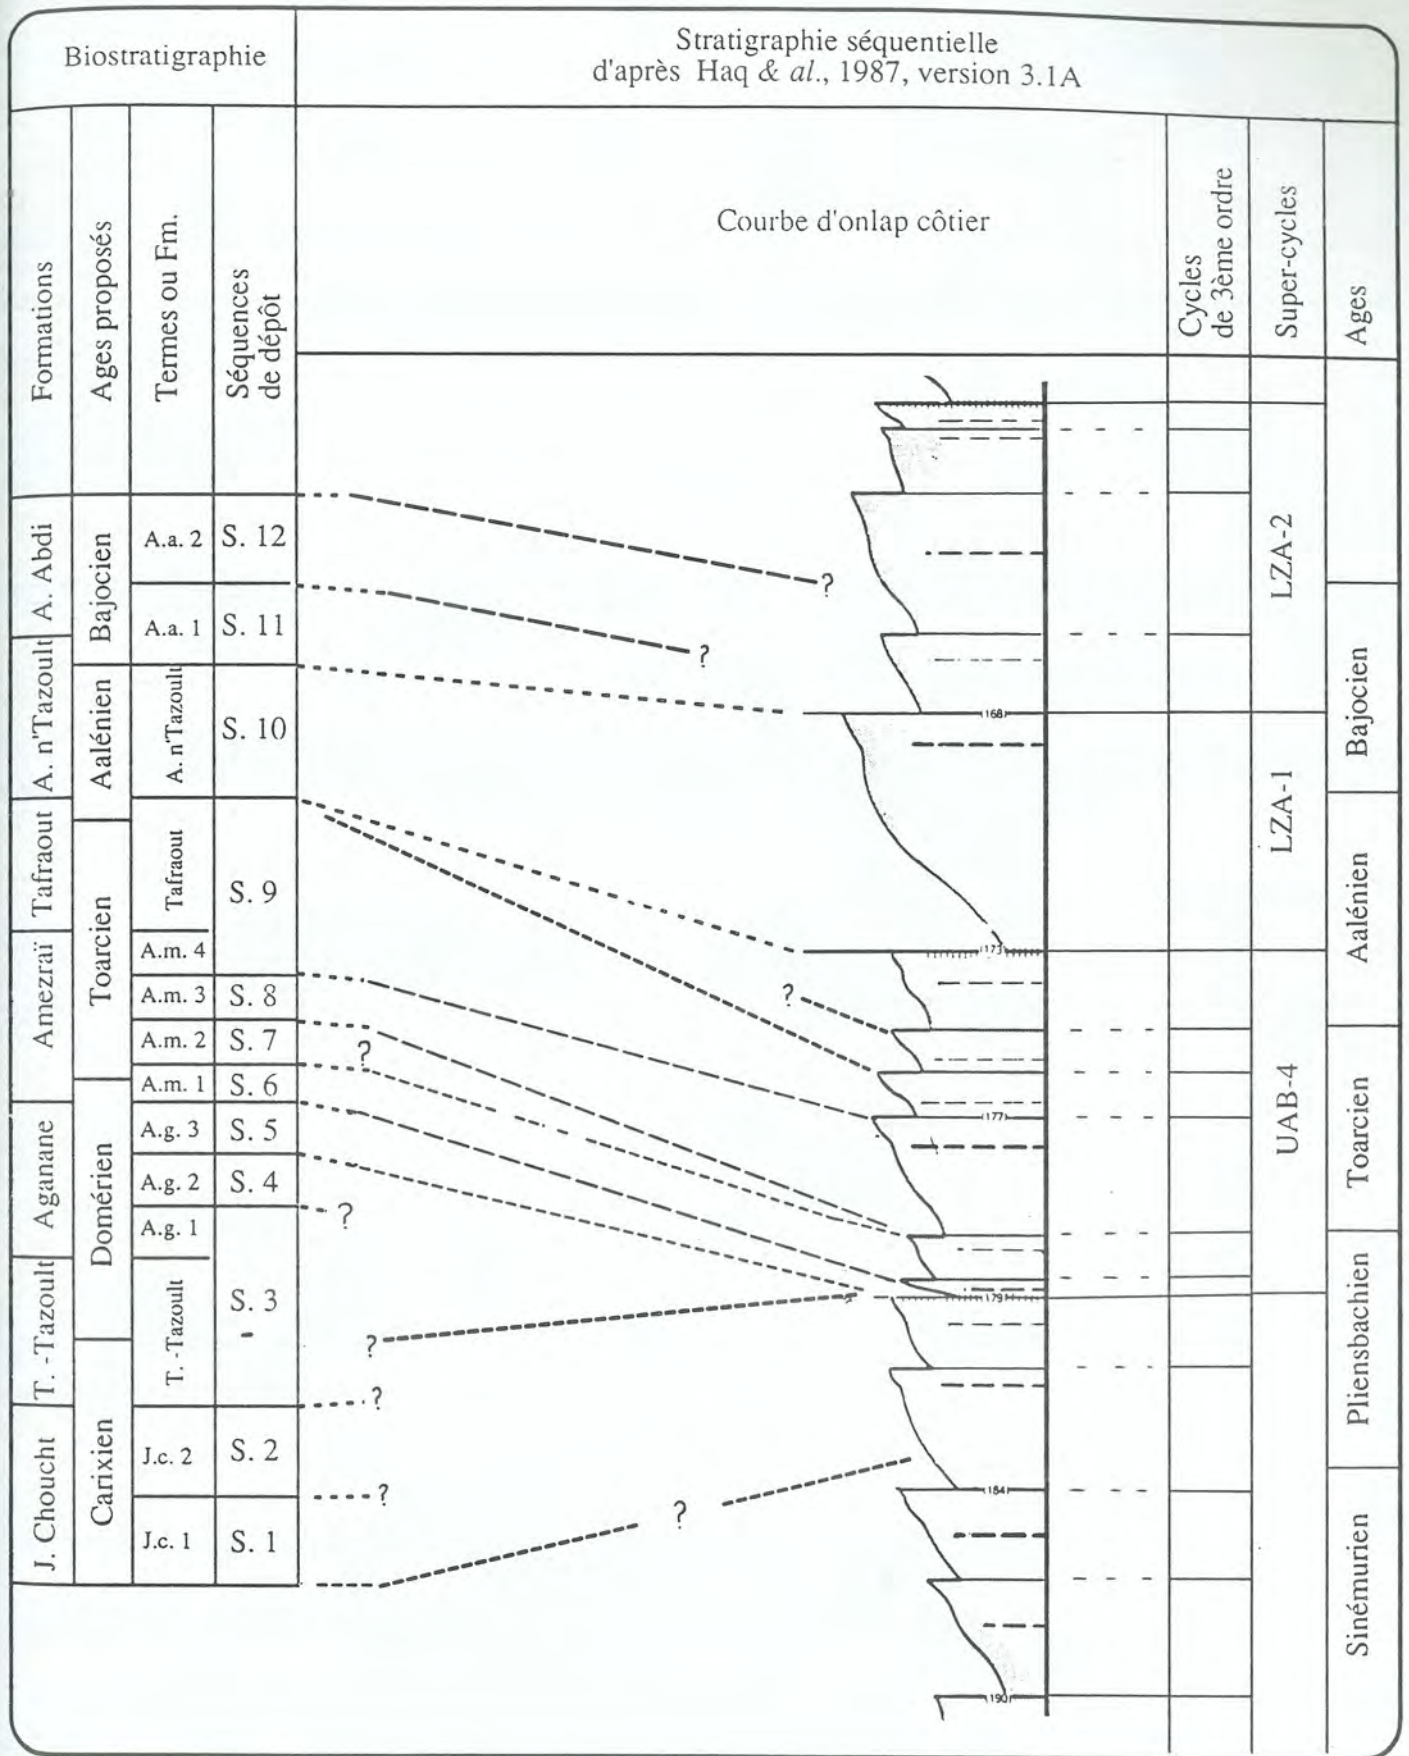 Biostratigraphie
Stratigraphie séquentielle
d'après Haq & al., 1987, version 3.1A
Formations
Ages proposés
Termes ou Fm.
Séquences
de dépôt
Courbe d'onlap côtier
Cycles
de 3ème ordre
Super-cycles
Ages
A. Abdi
A. n'Tazoult
Tafraout
Amezraï
Aganane
T. -Tazoult
J. Choucht
Bajocien
Aalénien
Toarcien
Domérien
Carixien
A.a. 2
A.a. 1
A. n'Tazoult
Tafraout
A.m. 4
A.m. 3
A.m. 2
A.m. 1
A.g. 3
A.g. 2
A.g. 1
T. -Tazoult
J.c. 2
J.c. 1
S. 12
S. 11
S. 10
S. 9
S. 8
S. 7
S. 6
S. 5
S. 4
S. 3
S. 2
S. 1
?
?
?
?
?
?
?
?
?
168
173
177
179
184
190
LZA-2
LZA-1
UAB-4
Bajocien
Aalénien
Toarcien
Pliensbachien
Sinémurien